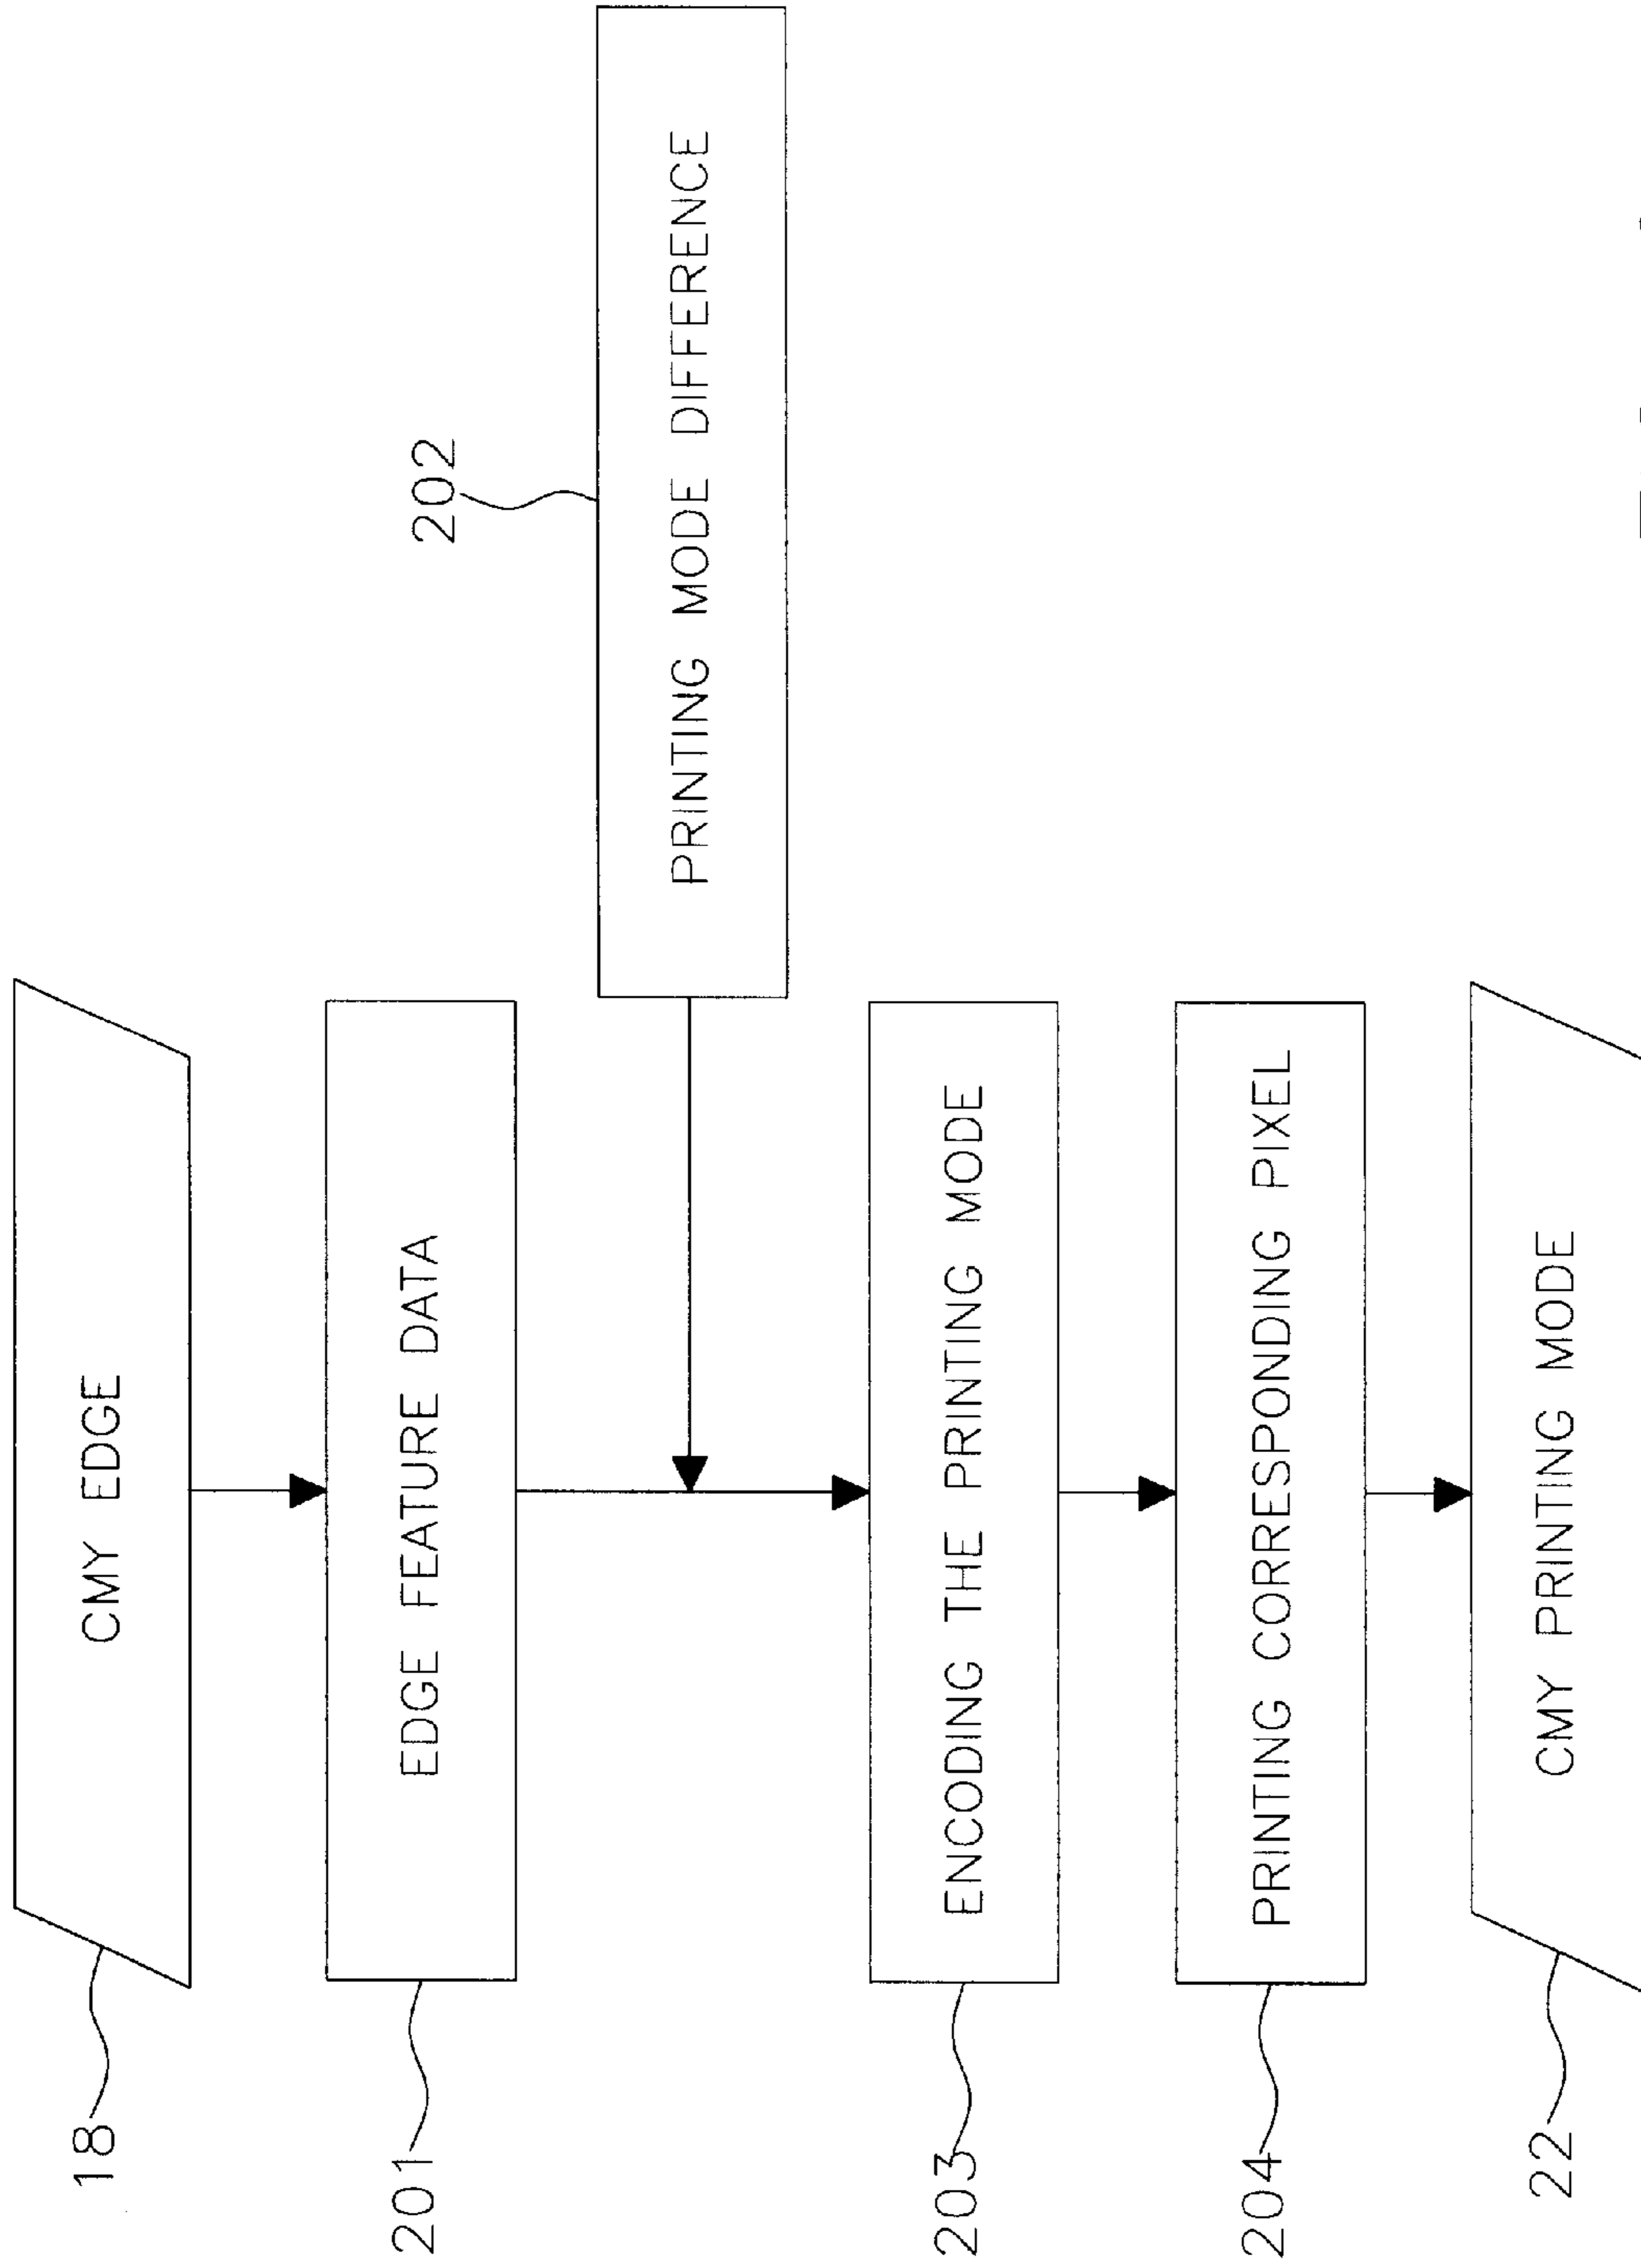 18
CMY EDGE
201
EDGE FEATURE DATA
202
PRINTING MODE DIFFERENCE
203
ENCODING THE PRINTING MODE
204
PRINTING CORRESPONDING PIXEL
22
CMY PRINTING MODE